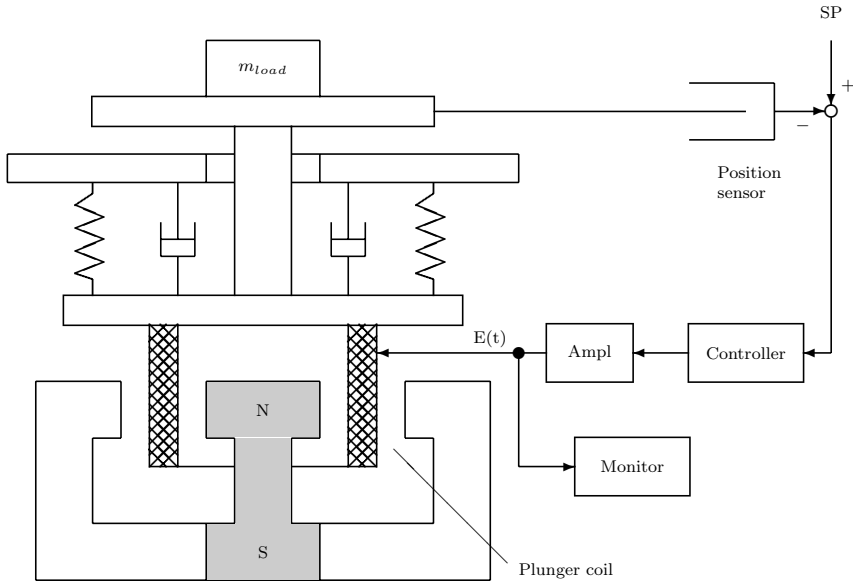 SP
m_load
+
−
Position
sensor
E(t)
Ampl
Controller
N
Monitor
S
Plunger coil